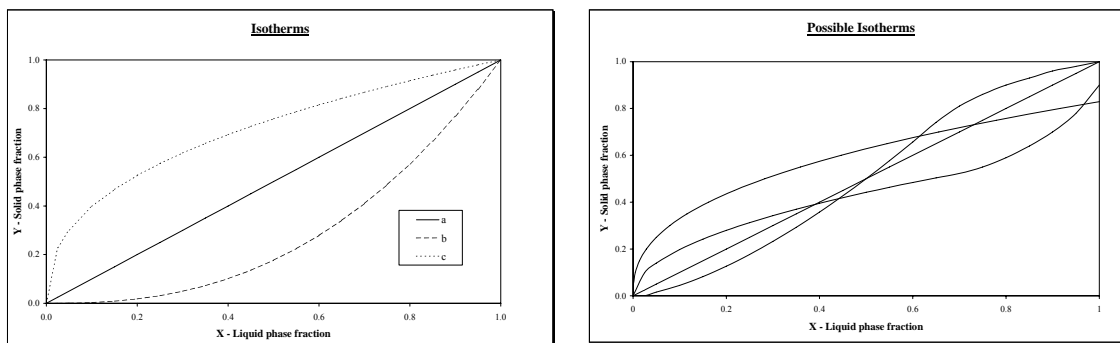 Isotherms
1.0
0.8
0.6
0.4
0.2
0.0
Y - Solid phase fraction
a
b
c
0.0 0.2 0.4 0.6 0.8 1.0
X - Liquid phase fraction
Possible Isotherms
1.0
0.8
0.6
0.4
0.2
0.0
Y - Solid phase fraction
0 0.2 0.4 0.6 0.8 1
X - Liquid phase fraction